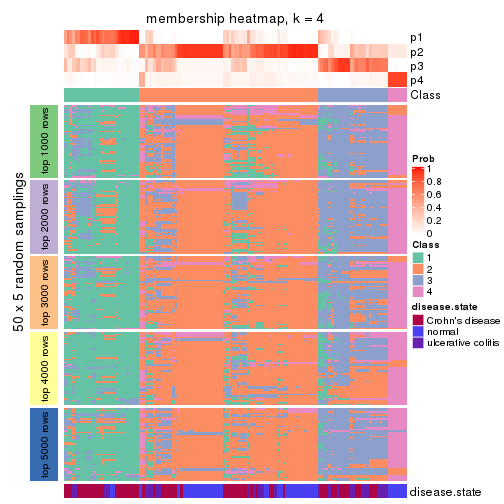 membership heatmap, k = 4
p1
p2
p3
p4
Class
50 x 5 random samplings
top 1000 rows
top 2000 rows
top 3000 rows
top 4000 rows
top 5000 rows
Prob
0.8
0.6
0.4
0.2
0
Class
1
2
3
4
disease.state
Crohn's disease
normal
ulcerative colitis
disease.state